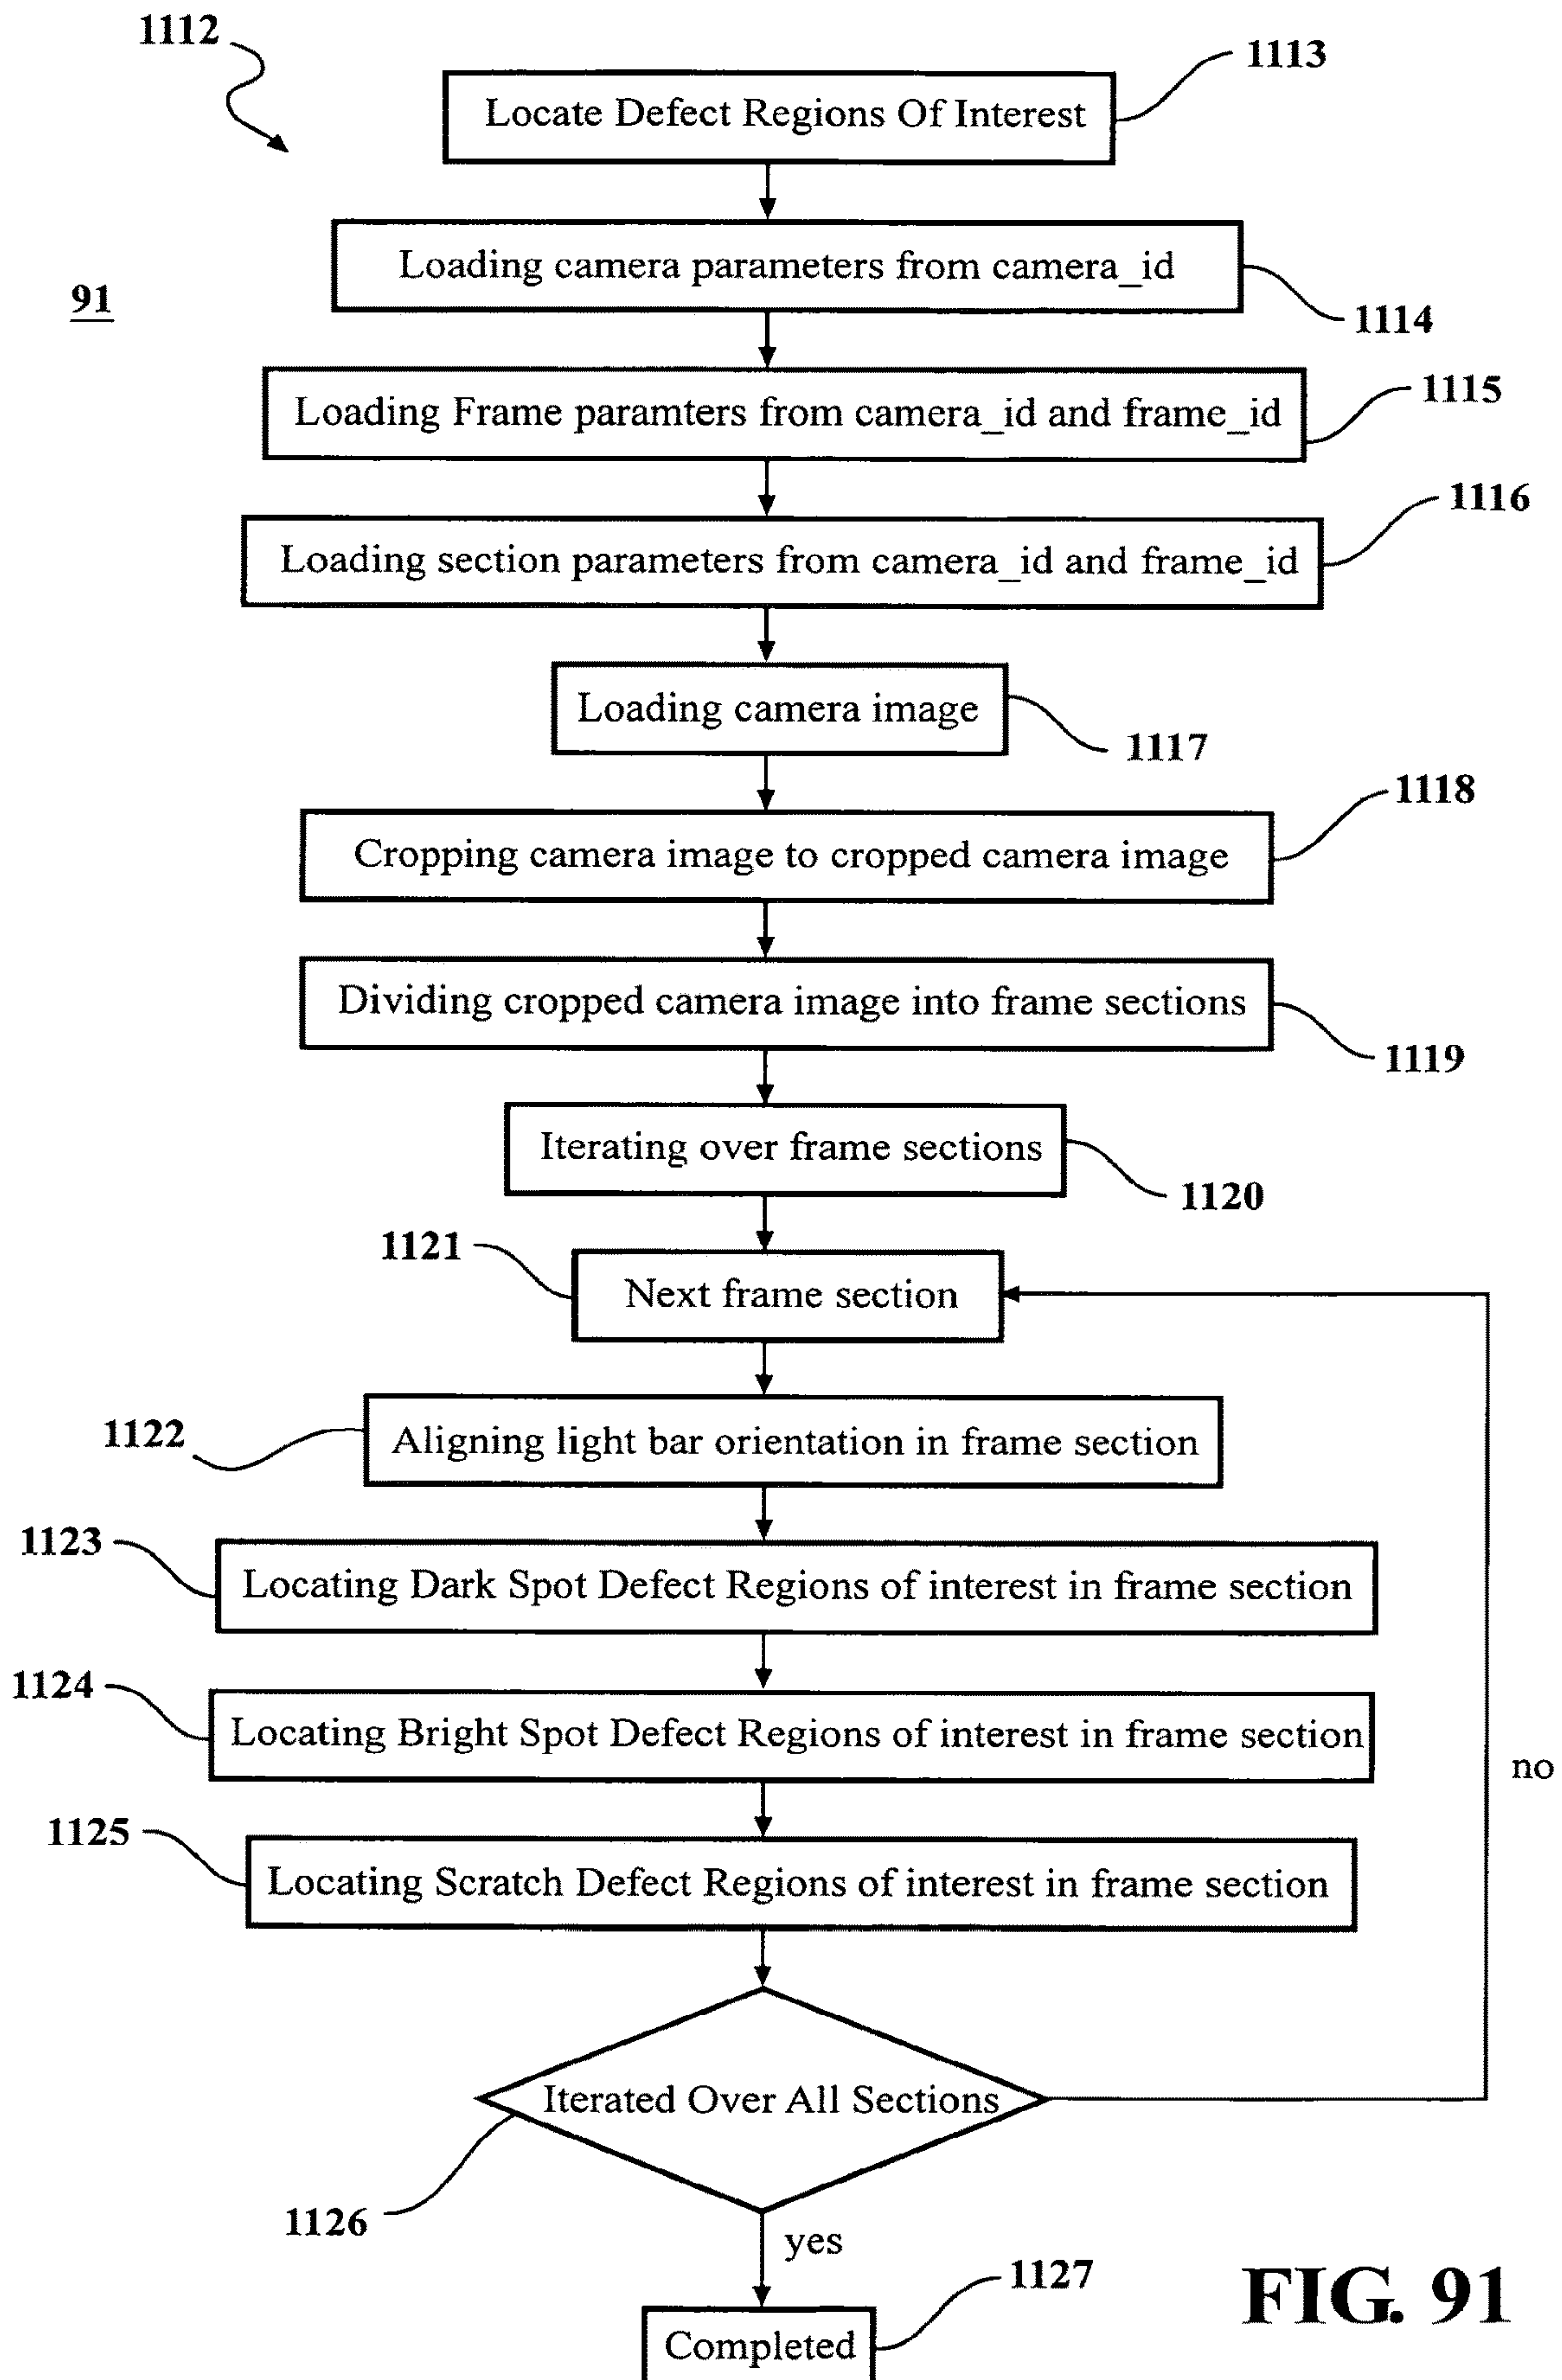 1112
1113
Locate Defect Regions Of Interest
Loading camera parameters from camera_id
91
1114
1115
Loading Frame paramters from camera_id and frame_id
1116
Loading section parameters from camera_id and frame_id
Loading camera image
1117
1118
Cropping camera image to cropped camera image
Dividing cropped camera image into frame sections
1119
Iterating over frame sections
1120
1121
Next frame section
1122
Aligning light bar orientation in frame section
1123
Locating Dark Spot Defect Regions of interest in frame section
1124
Locating Bright Spot Defect Regions of interest in frame section
no
1125
Locating Scratch Defect Regions of interest in frame section
Iterated Over All Sections
1126
yes
1127
Completed
FIG. 91